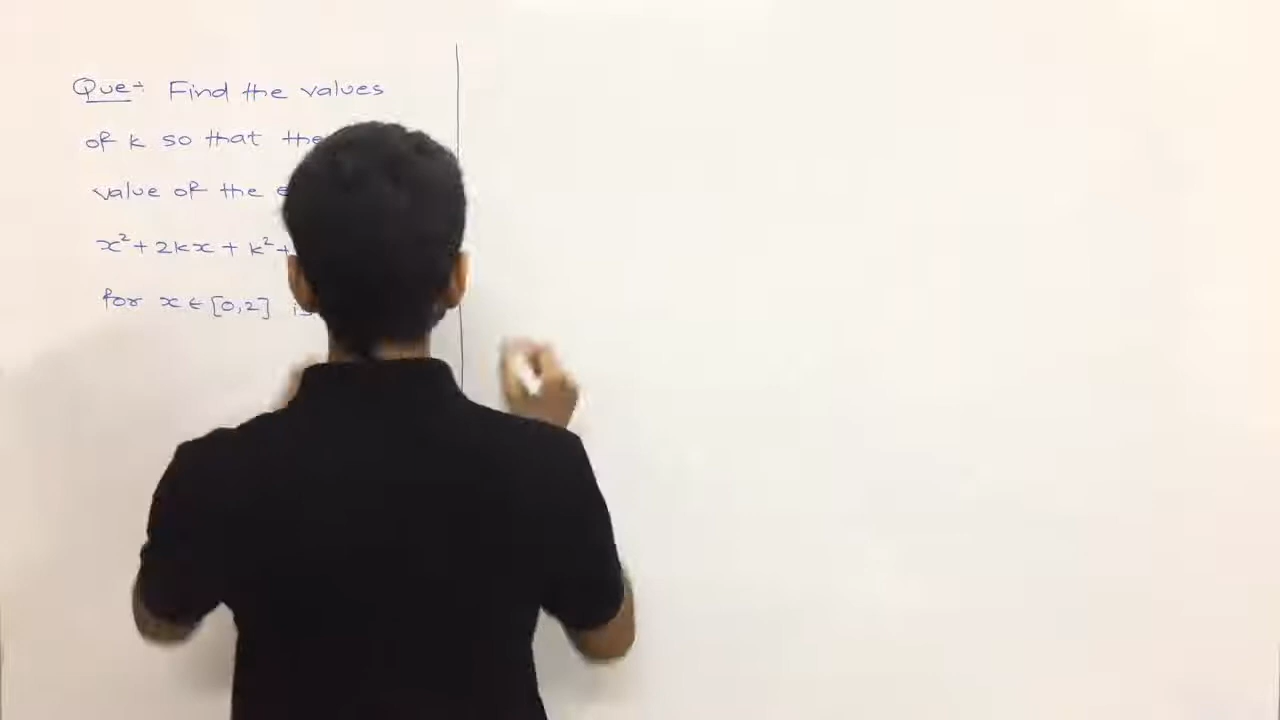 Que:- Find the values
of k so that the
value of the
x² + 2kx + k² +
for x ∈ [0,2] is